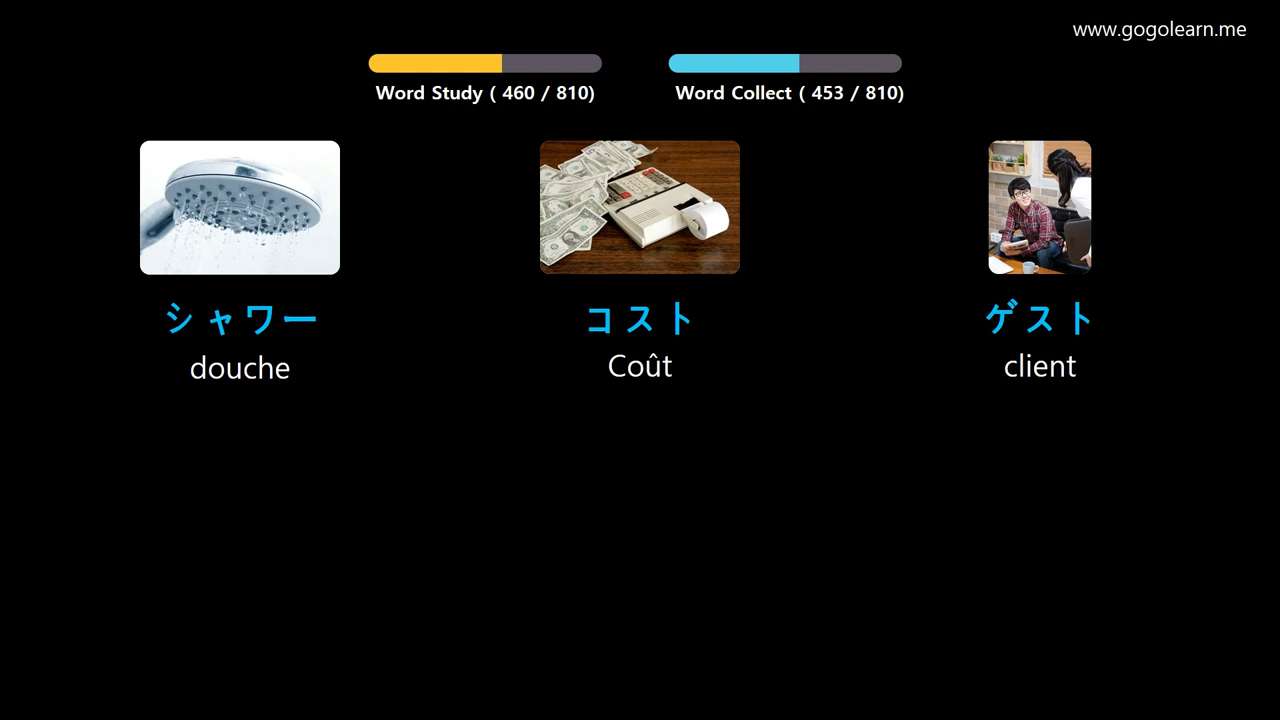 www.gogolearn.me
Word Study ( 460 / 810)
Word Collect ( 453 / 810)
シャワー
コスト
ゲスト
douche
Coût
client